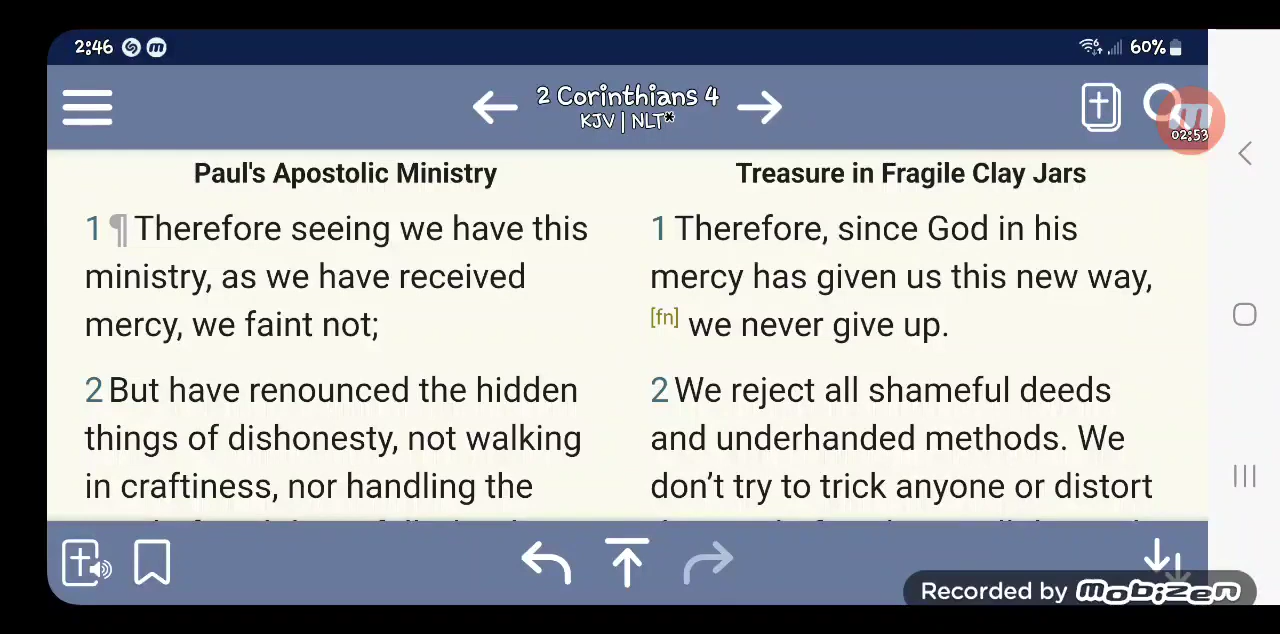 2:46 60%
2 Corinthians 4
KJV | NLT*
02:53
Paul's Apostolic Ministry
1 ¶ Therefore seeing we have this
ministry, as we have received
mercy, we faint not;
2 But have renounced the hidden
things of dishonesty, not walking
in craftiness, nor handling the
Treasure in Fragile Clay Jars
1 Therefore, since God in his
mercy has given us this new way,
[fn] we never give up.
2 We reject all shameful deeds
and underhanded methods. We
don’t try to trick anyone or distort
Recorded by mobizen